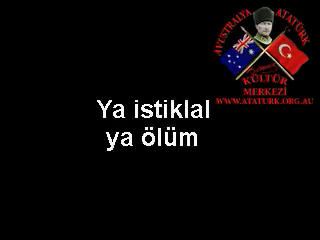 AVUSTRALYA ATATÜRK
KÜLTÜR
MERKEZİ
WWW.ATATURK.ORG.AU
Ya istiklal
ya ölüm